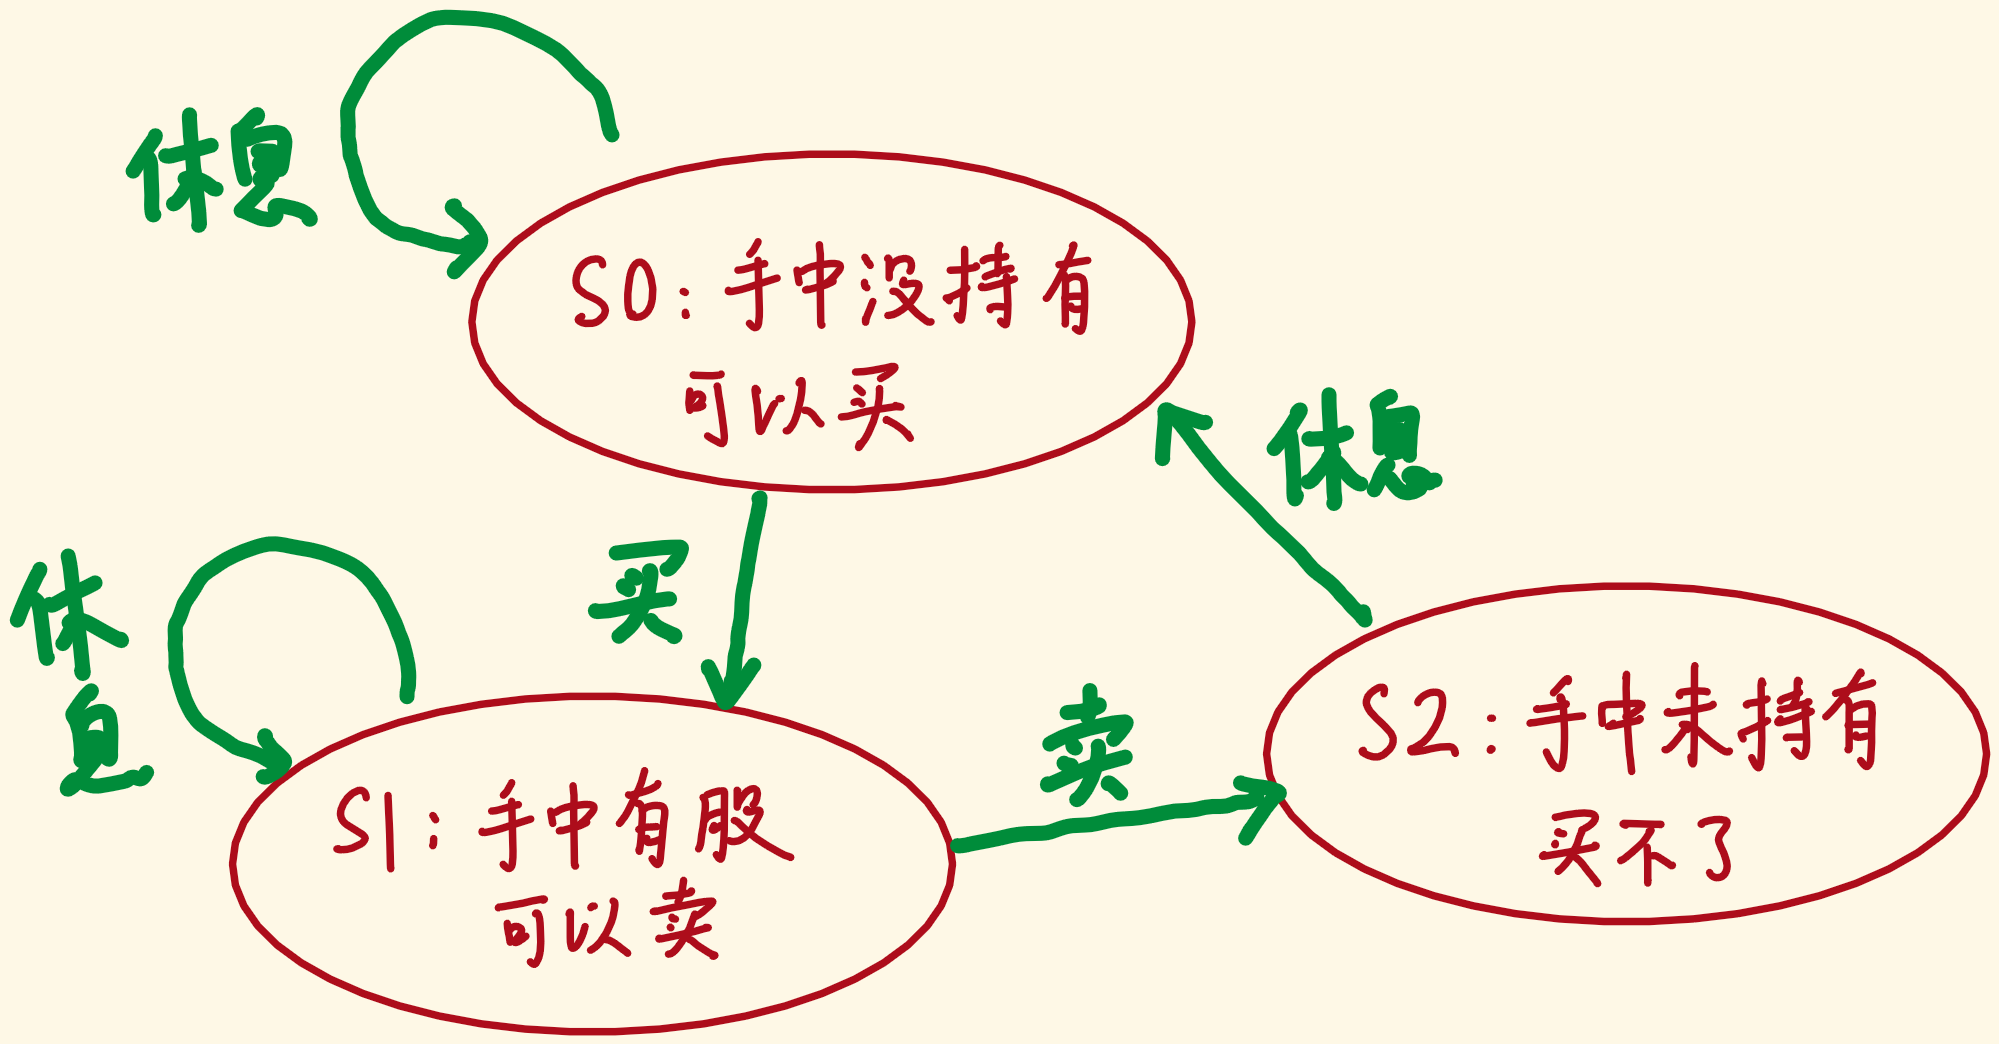 休息
S0：手中没持有
可以买
休息
买
休
息
S1：手中有股
可以卖
卖
S2：手中未持有
买不了